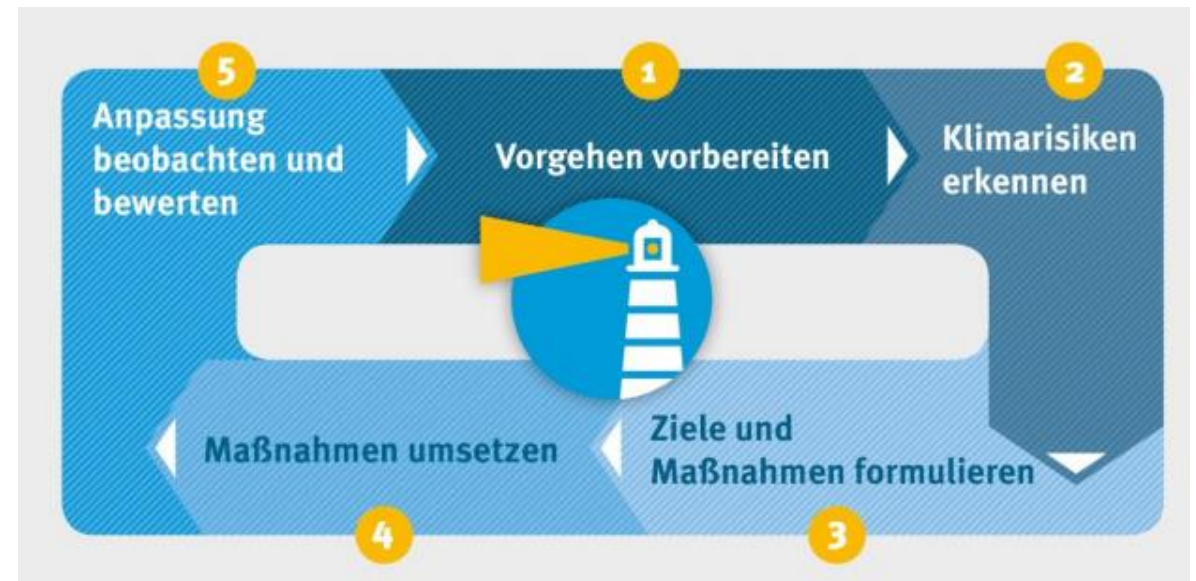 5
Anpassung
beobachten und
bewerten
1
Vorgehen vorbereiten
2
Klimarisiken
erkennen
3
Ziele und
Maßnahmen formulieren
4
Maßnahmen umsetzen